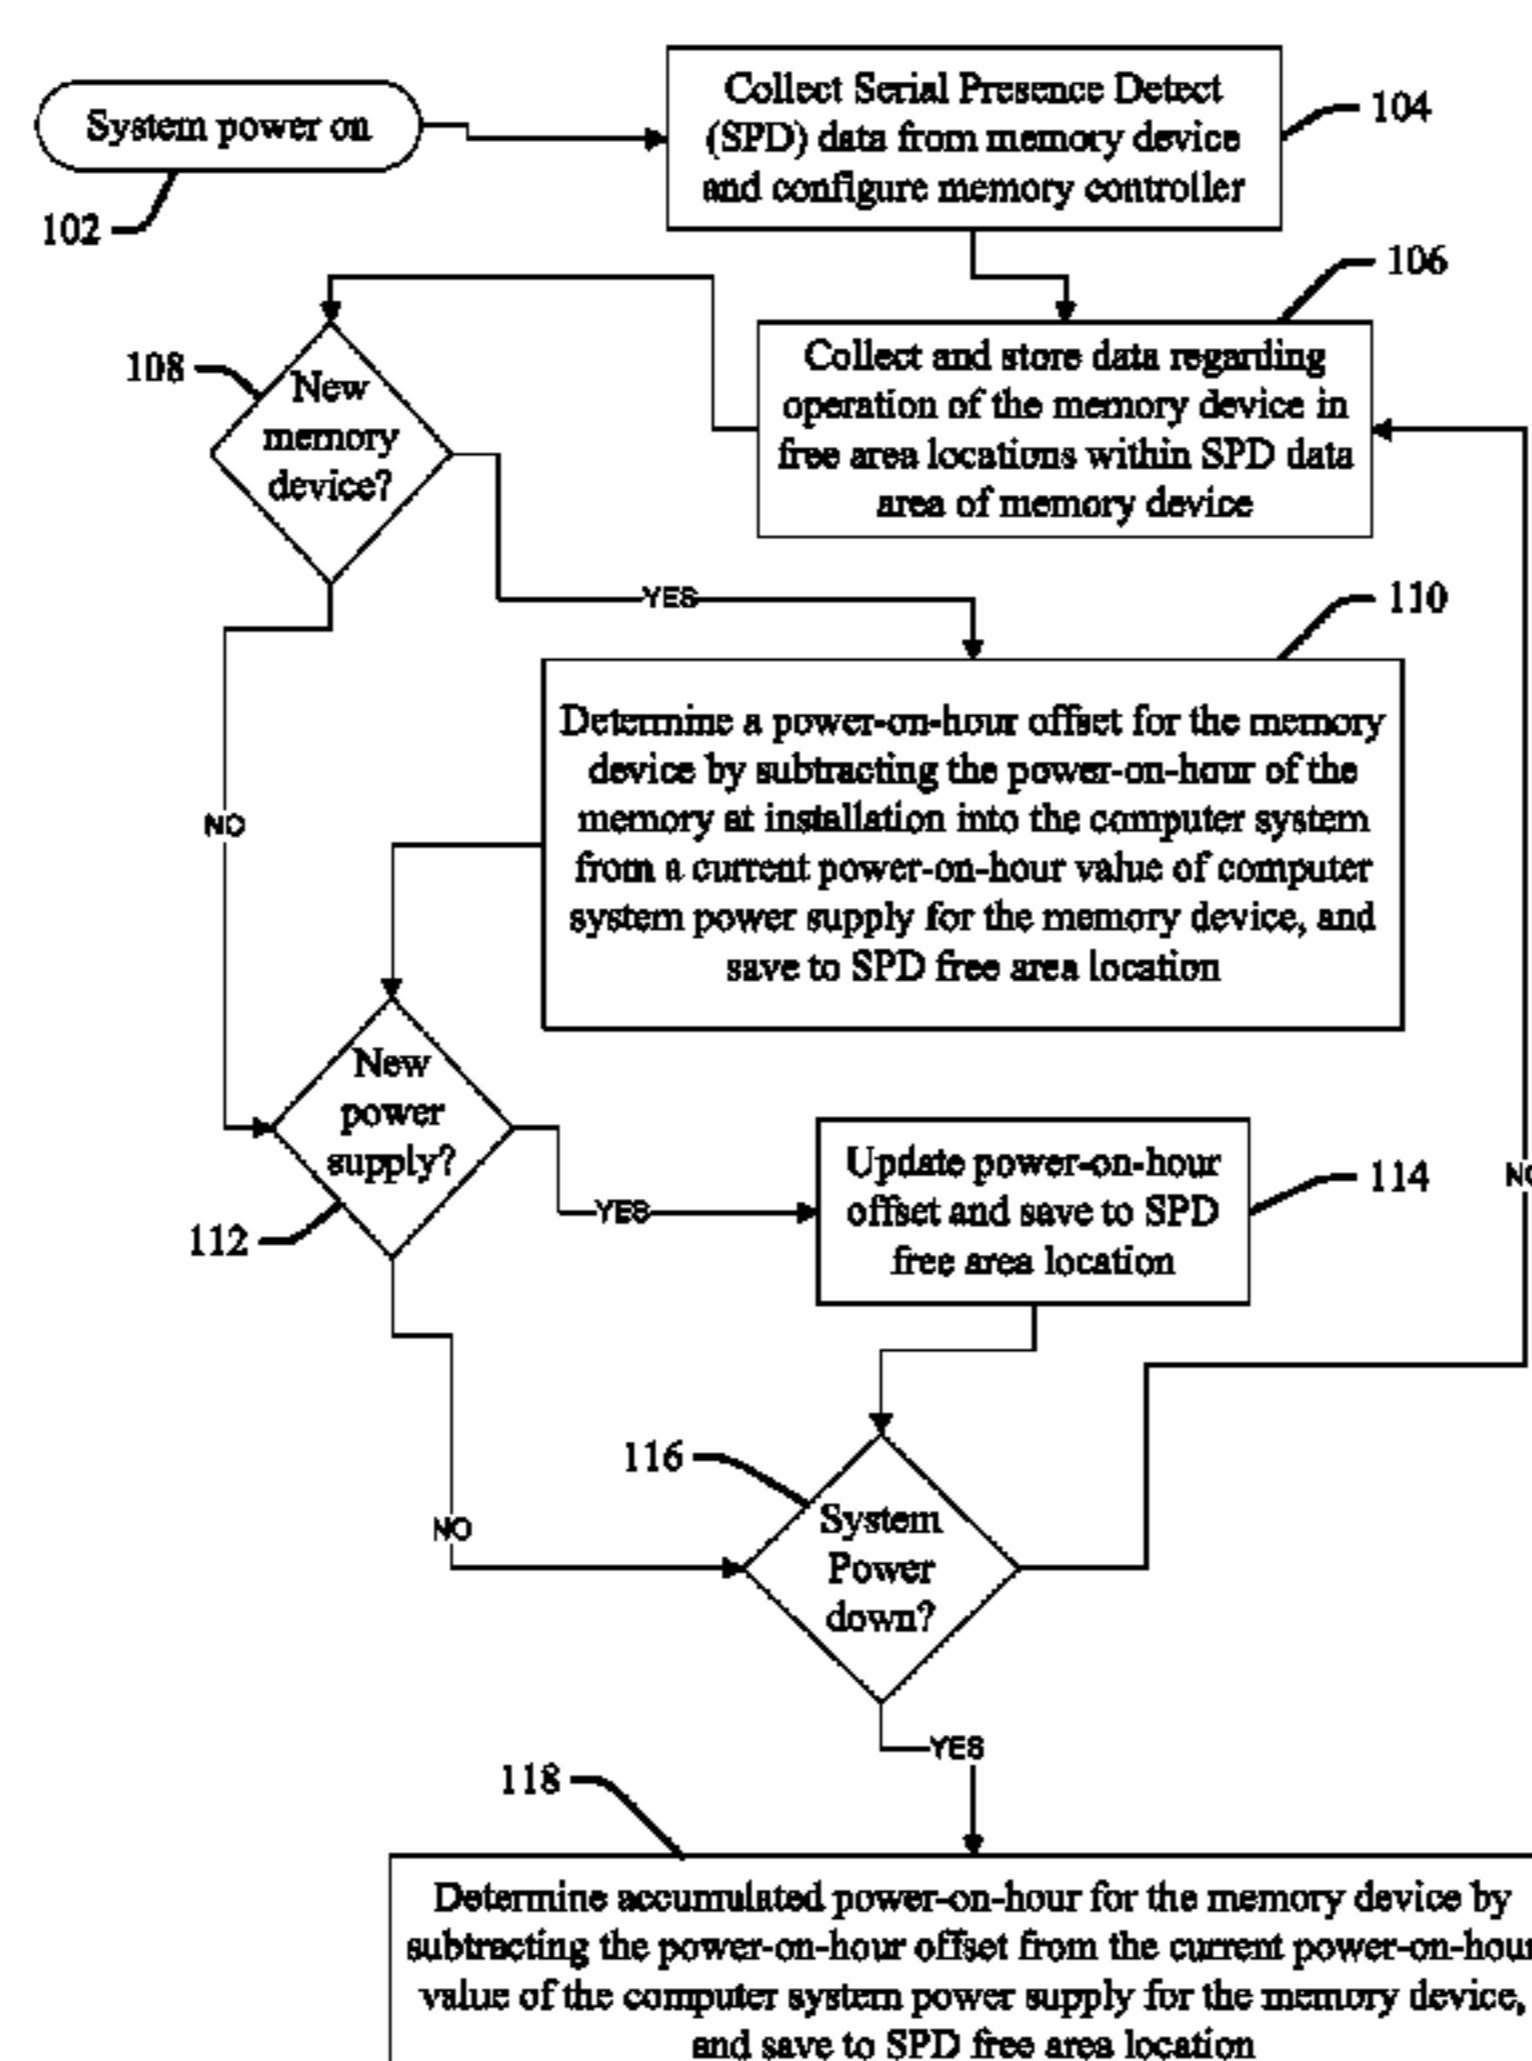 System power on
102
Collect Serial Presence Detect
(SPD) data from memory device
and configure memory controller
104
106
Collect and store data regarding
operation of the memory device in
free area locations within SPD data
area of memory device
108
New
memory
device?
YES
NO
110
Determine a power-on-hour offset for the memory
device by subtracting the power-on-hour of the
memory at installation into the computer system
from a current power-on-hour value of computer
system power supply for the memory device, and
save to SPD free area location
New
power
supply?
112
YES
Update power-on-hour
offset and save to SPD
free area location
114
NO
NO
116
System
Power
down?
YES
118
Determine accumulated power-on-hour for the memory device by
subtracting the power-on-hour offset from the current power-on-hour
value of the computer system power supply for the memory device,
and save to SPD free area location